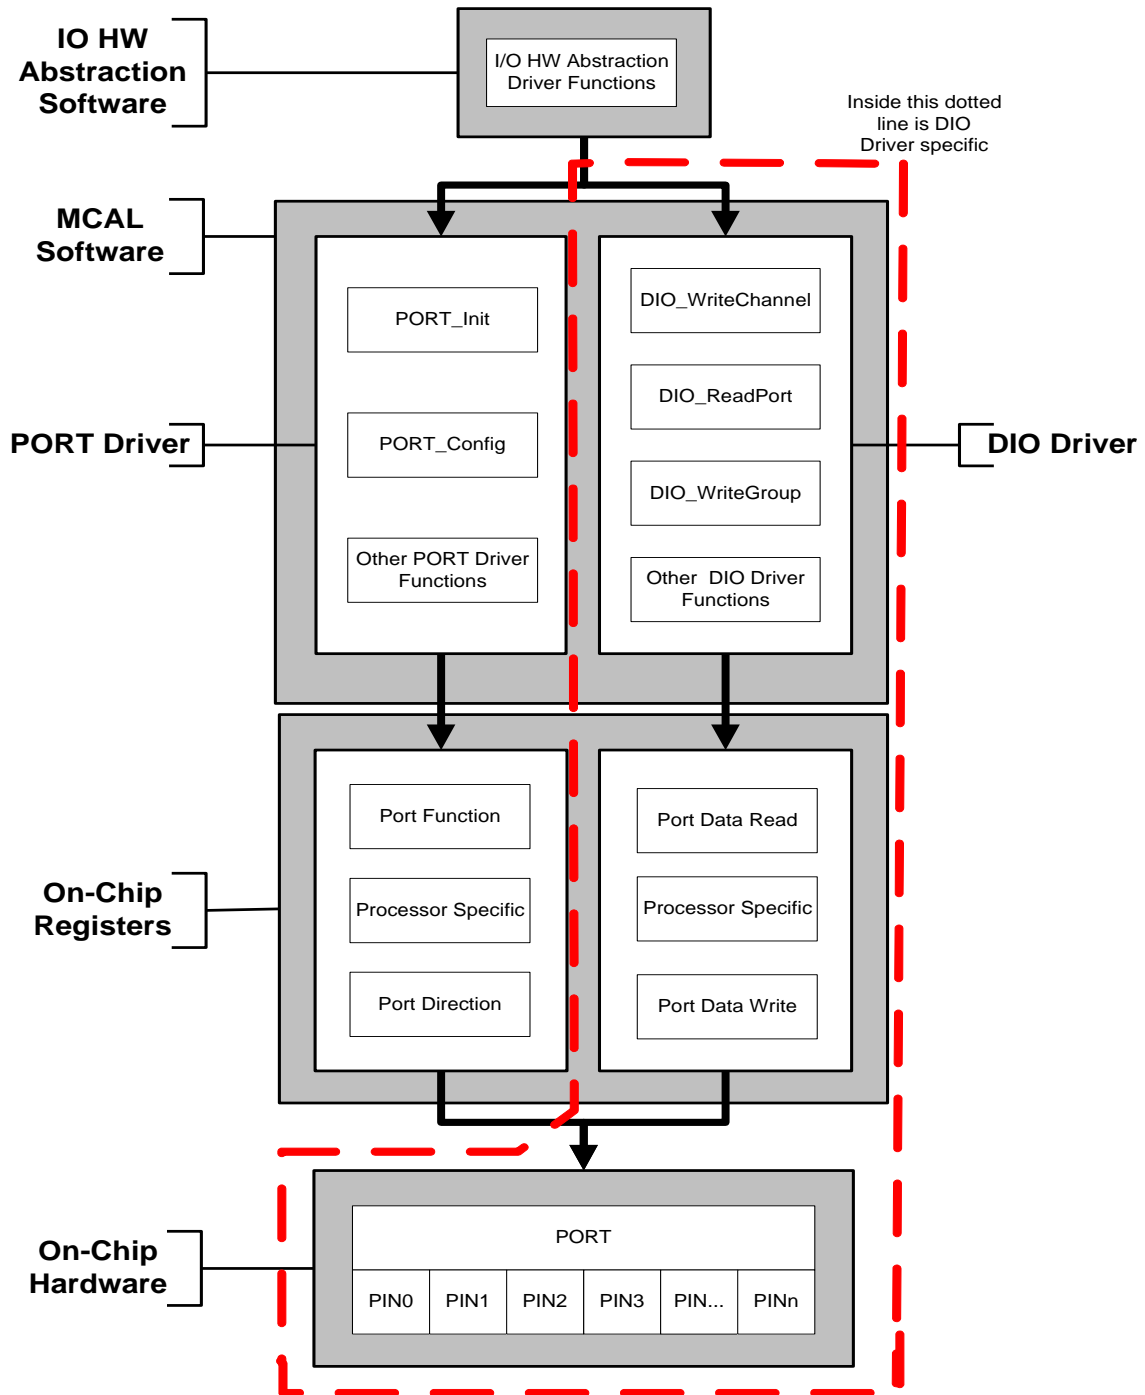 IO HW
Abstraction
Software
I/O HW Abstraction
Driver Functions
Inside this dotted
line is DIO
Driver specific
MCAL
Software
PORT_Init
DIO_WriteChannel
DIO_ReadPort
PORT Driver
PORT_Config
DIO Driver
DIO_WriteGroup
Other PORT Driver
Functions
Other DIO Driver
Functions
Port Function
Port Data Read
On-Chip
Registers
Processor Specific
Processor Specific
Port Direction
Port Data Write
On-Chip
Hardware
PORT
PIN0 PIN1 PIN2 PIN3 PIN... PINn